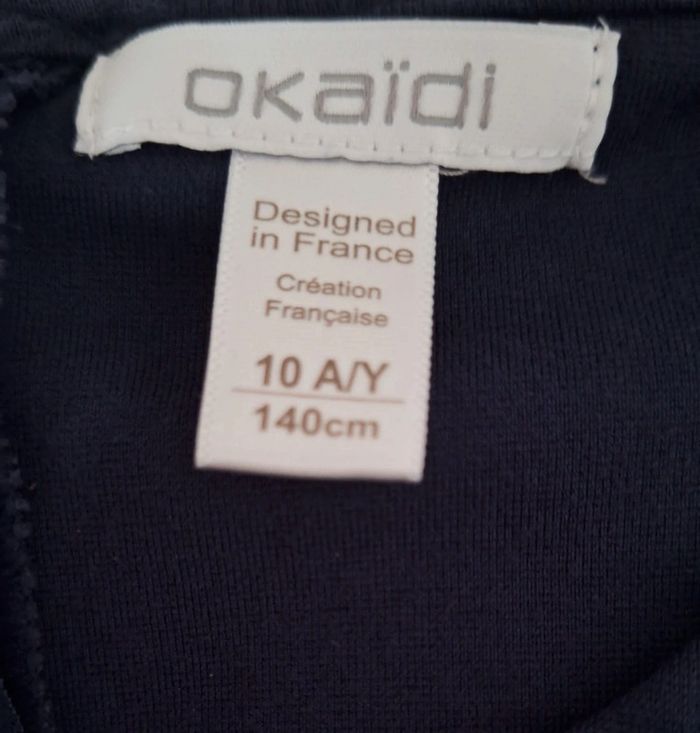 okaïdi
Designed
in France
Création
Française
10 A/Y
140cm